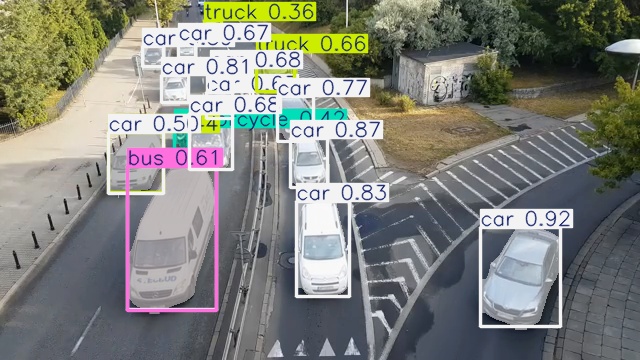 truck 0.36
car 0.67
car
truck 0.66
0.68
car 0.81
car 0.77
car 0.68
cycle 0.42
car 0.50
car 0.87
bus 0.61
car 0.83
car 0.92